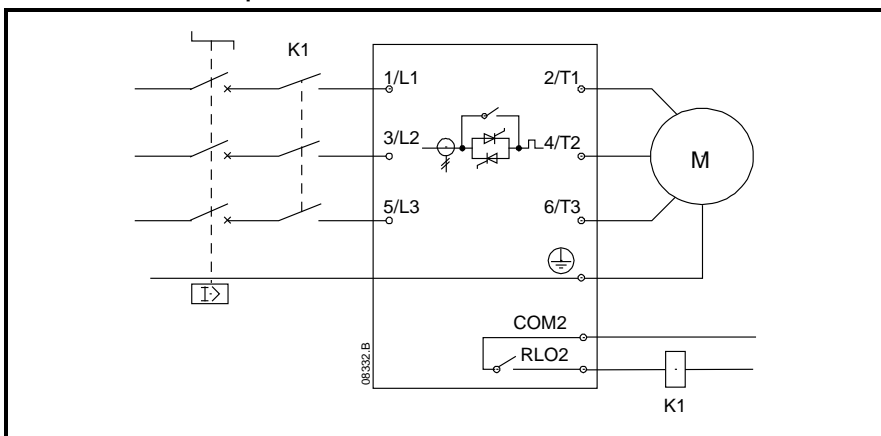 K1
1/L1
2/T1
3/L2
4/T2
M
5/L3
6/T3
I>
COM2
RLO2
08332.B
K1